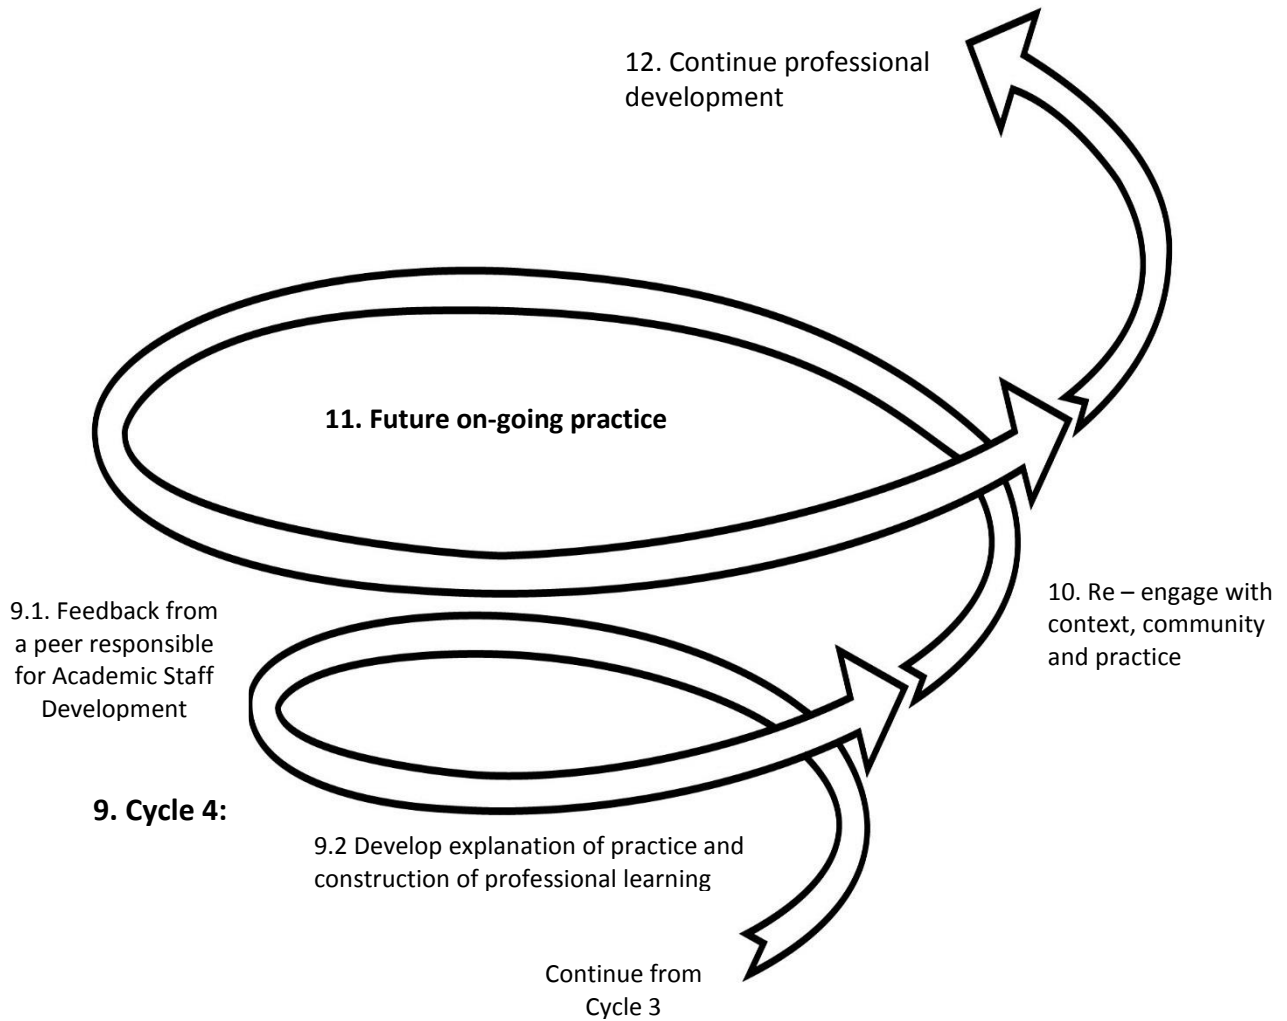 12. Continue professional
development
11. Future on-going practice
9.1. Feedback from
a peer responsible
for Academic Staff
Development
10. Re – engage with
context, community
and practice
9. Cycle 4:
9.2 Develop explanation of practice and
construction of professional learning
Continue from
Cycle 3